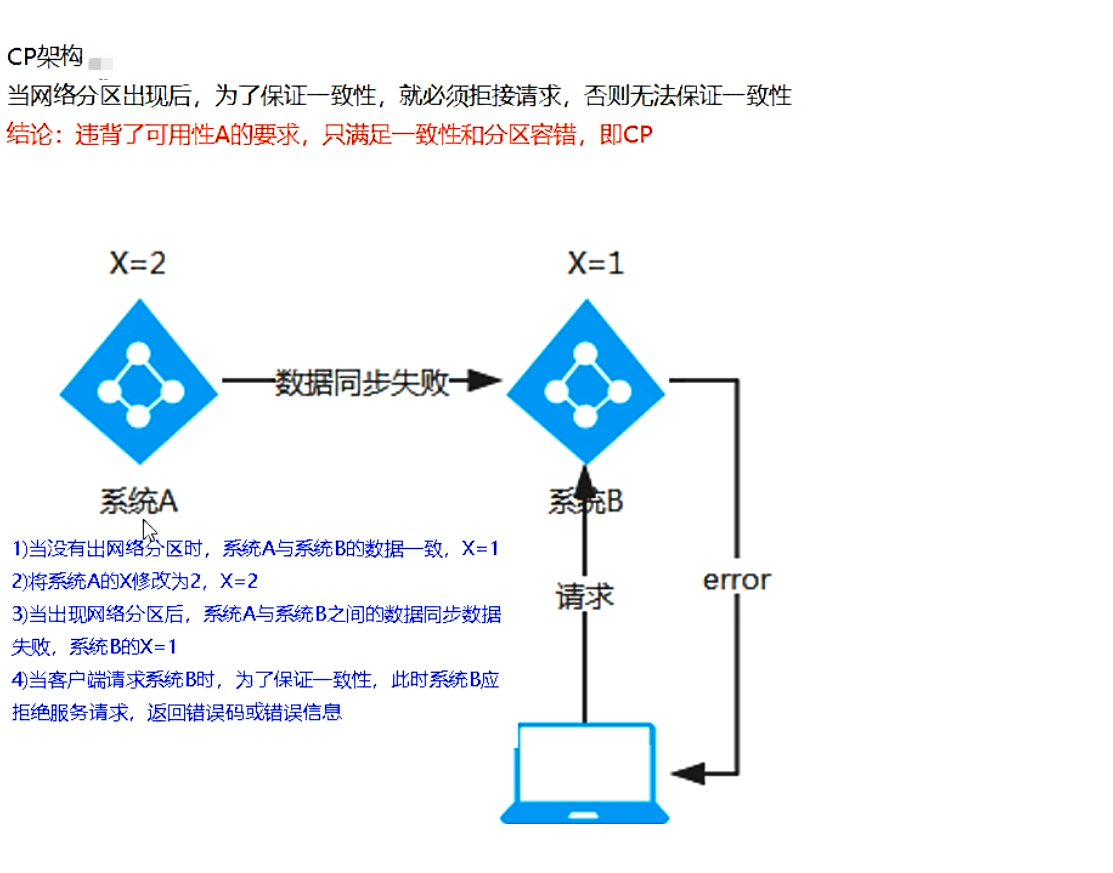 CP架构
当网络分区出现后，为了保证一致性，就必须拒接请求，否则无法保证一致性
结论：违背了可用性A的要求，只满足一致性和分区容错，即CP
X=2
X=1
数据同步失败
系统A
系统B
1)当没有出网络分区时，系统A与系统B的数据一致，X=1
2)将系统A的X修改为2，X=2
3)当出现网络分区后，系统A与系统B之间的数据同步数据
失败，系统B的X=1
4)当客户端请求系统B时，为了保证一致性，此时系统B应
拒绝服务请求，返回错误码或错误信息
请求
error